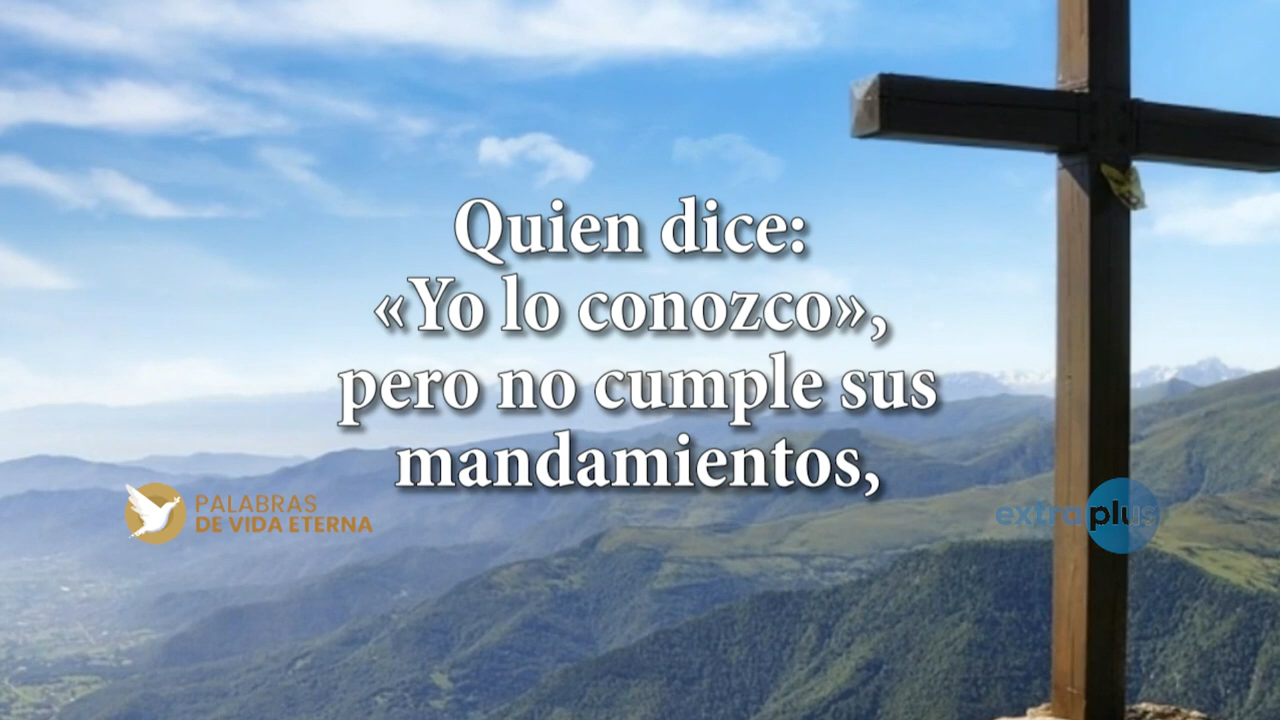 Quien dice:
«Yo lo conozco»,
pero no cumple sus
mandamientos,
PALABRAS
DE VIDA ETERNA
extraplus